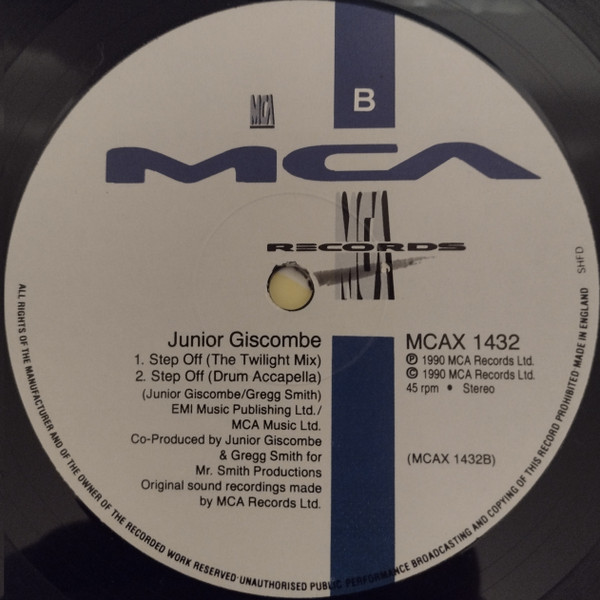 B
MCA
MCA
MCA
RECORDS
SHFD
Junior Giscombe
1. Step Off (The Twilight Mix)
2. Step Off (Drum Accapella)
(Junior Giscombe/Gregg Smith)
EMI Music Publishing Ltd./
MCA Music Ltd.
Co-Produced by Junior Giscombe
& Gregg Smith for
Mr. Smith Productions
Original sound recordings made
by MCA Records Ltd.
MCAX 1432
℗ 1990 MCA Records Ltd.
© 1990 MCA Records Ltd.
45 rpm • Stereo
(MCAX 1432B)
ALL RIGHTS OF THE MANUFACTURER AND OF THE OWNER OF THE RECORDED WORK RESERVED·UNAUTHORISED PUBLIC PERFORMANCE BROADCASTING AND COPYING OF THIS RECORD PROHIBITED MADE IN ENGLAND